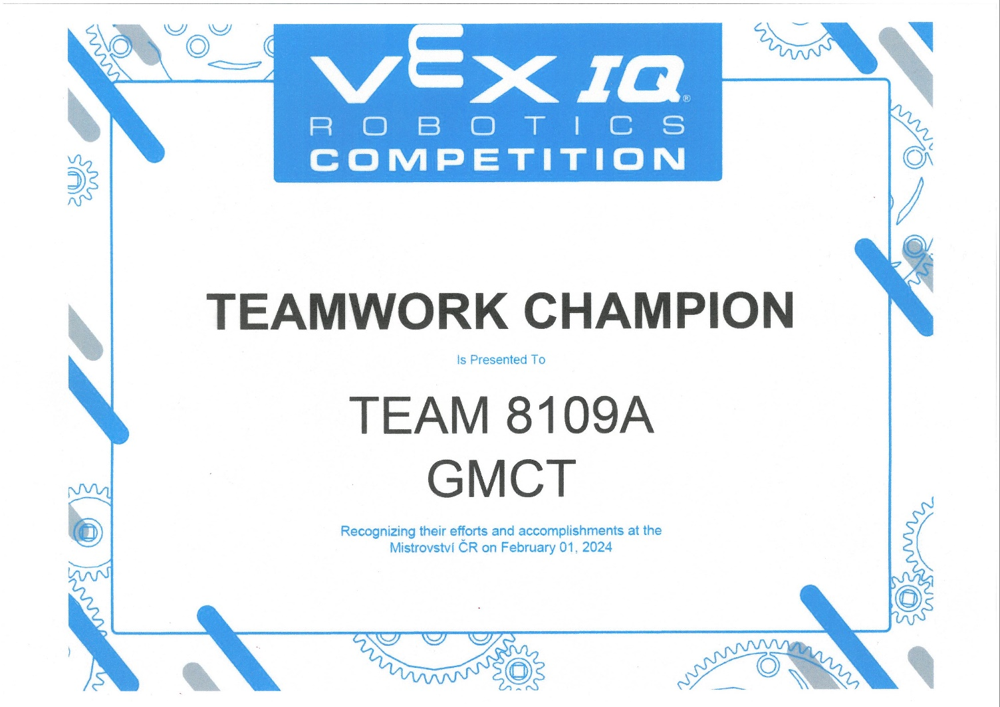 VEX IQ®
ROBOTICS
COMPETITION
TEAMWORK CHAMPION
Is Presented To
TEAM 8109A
GMCT
Recognizing their efforts and accomplishments at the
Mistrovství ČR on February 01, 2024